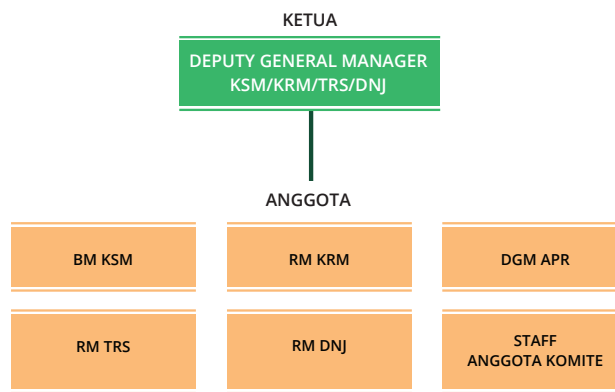 KETUA
DEPUTY GENERAL MANAGER
KSM/KRM/TRS/DNJ
ANGGOTA
BM KSM
RM KRM
DGM APR
RM TRS
RM DNJ
STAFF
ANGGOTA KOMITE